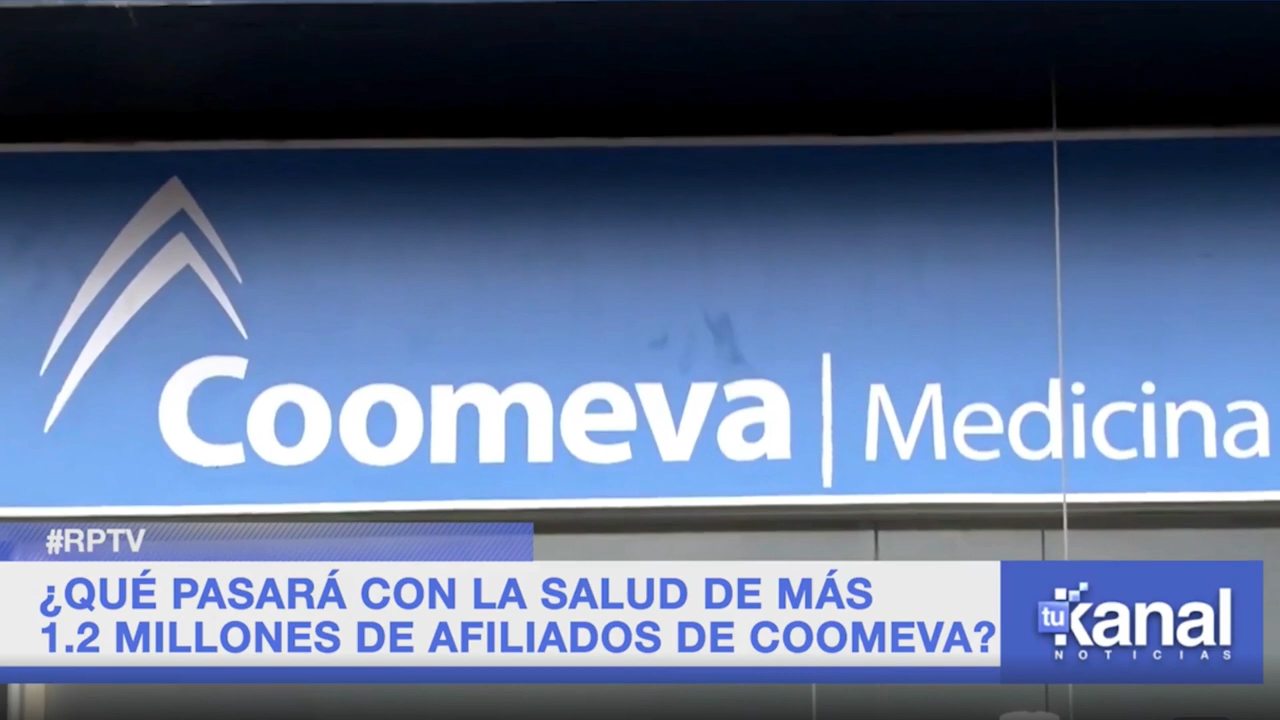 Coomeva | Medicina
#RPTV
¿QUÉ PASARÁ CON LA SALUD DE MÁS
1.2 MILLONES DE AFILIADOS DE COOMEVA?
tu Kanal
NOTICIAS